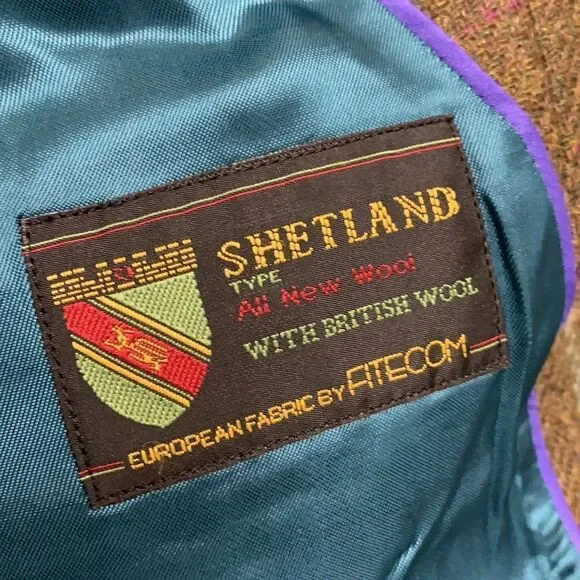 SHETLAND
TYPE
All New Wool
WITH BRITISH WOOL
EUROPEAN FABRIC BY FITECOM